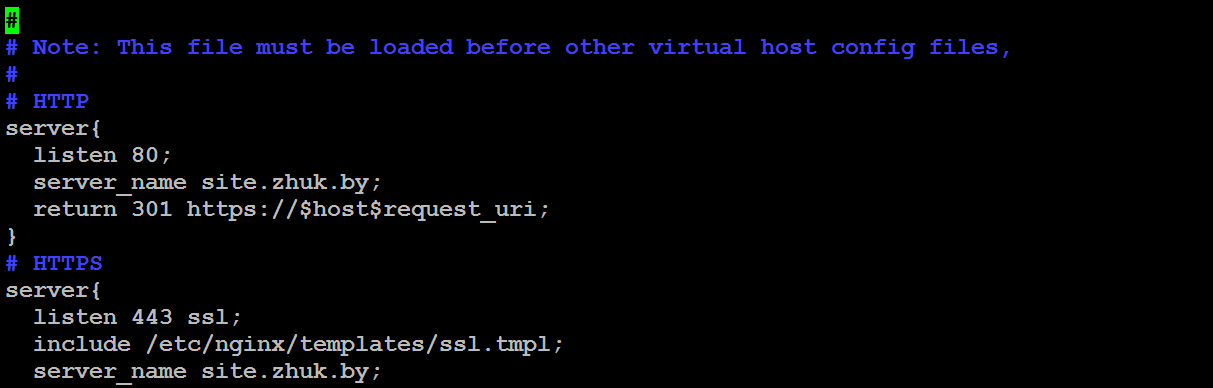 #
# Note: This file must be loaded before other virtual host config files,
#
# HTTP
server{
  listen 80;
  server_name site.zhuk.by;
  return 301 https://$host$request_uri;
}
# HTTPS
server{
  listen 443 ssl;
  include /etc/nginx/templates/ssl.tmpl;
  server_name site.zhuk.by;